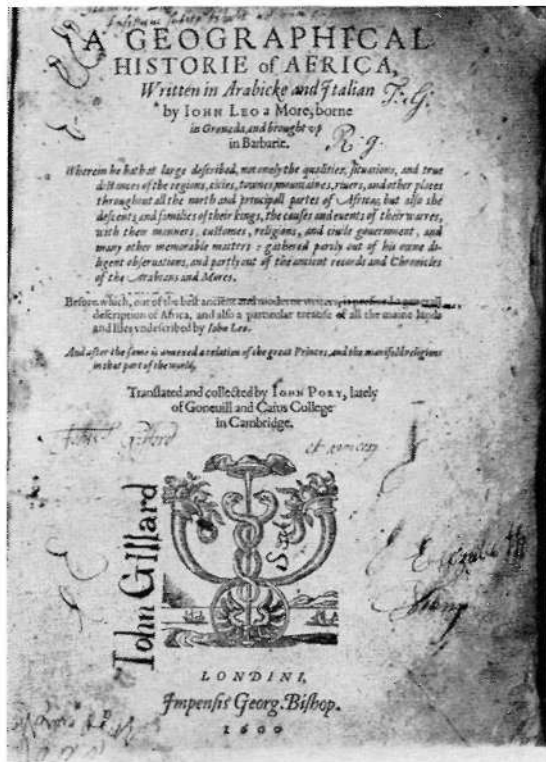 A GEOGRAPHICAL
HISTORIE of AFRICA,
Written in Arabicke and Italian
by IOHN LEO a More, borne
in Granada, and brought vp
in Barbarie.
T: G:
R. g.
Wherein he hath at large described, not onely the qualities, situations, and true
distances of the regions, cities, townes, mountaines, riuers, and other places
throughout all the north and principall partes of Africa; but also the
descents and families of their kings, the causes and euents of their warres,
with their manners, customes, religions, and ciuile gouernment, and
many other memorable matters: gathered partly out of his owne di-
ligent obseruations, and partly out of the ancient records and Chronicles
of the Arabians and Mores.
Before which, out of the best ancient and moderne writers, is prefixed a generall
description of Africa, and also a particular treatise of all the maine lands
and Isles vndescribed by Iohn Leo.
And after the same is annexed a relation of the great Princes, and the manifold religions
in that part of the world,
Translated and collected by IOHN PORY, lately
of Goneuill and Caius College
in Cambridge.
Iohn Gilllard
LONDINI,
Impensis Georg. Bishop.
1600